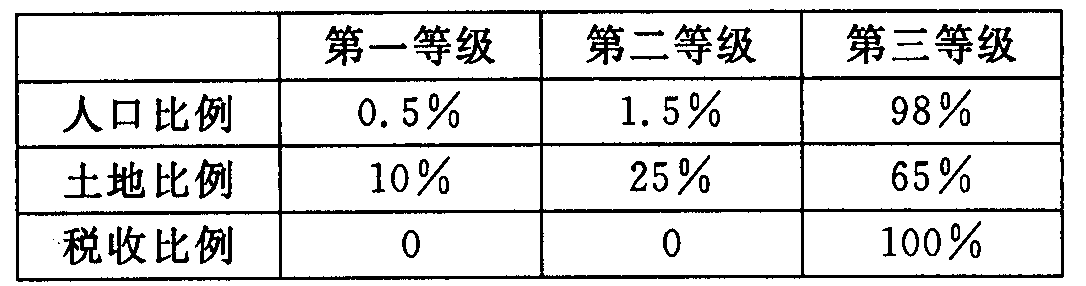 第一等级 第二等级 第三等级
人口比例 0.5% 1.5% 98%
土地比例 10% 25% 65%
税收比例 0 0 100%